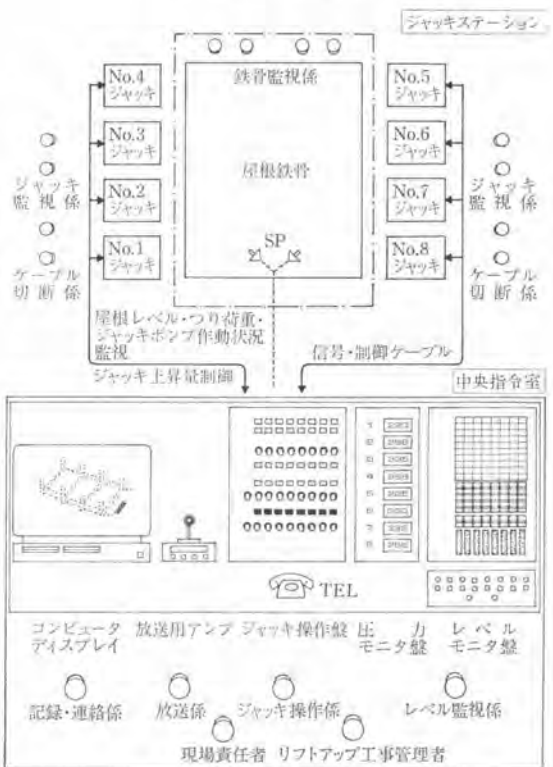 ジャッキステーション
鉄骨監視係
No.4
ジャッキ
No.3
ジャッキ
No.2
ジャッキ
No.1
ジャッキ
No.5
ジャッキ
No.6
ジャッキ
No.7
ジャッキ
No.8
ジャッキ
屋根鉄骨
SP
ジャッキ
監視係
ケーブル
切断係
ジャッキ
監視係
ケーブル
切断係
屋根レベル・つり荷重・
ジャッキポンプ作動状況
監視
ジャッキ上昇量制御
信号・制御ケーブル
中央指令室
TEL
コンピュータ
ディスプレイ
放送用アンプ
ジャッキ操作盤
圧力
モニタ盤
レベル
モニタ盤
記録・連絡係
放送係
ジャッキ操作係
レベル監視係
現場責任者
リフトアップ工事管理者